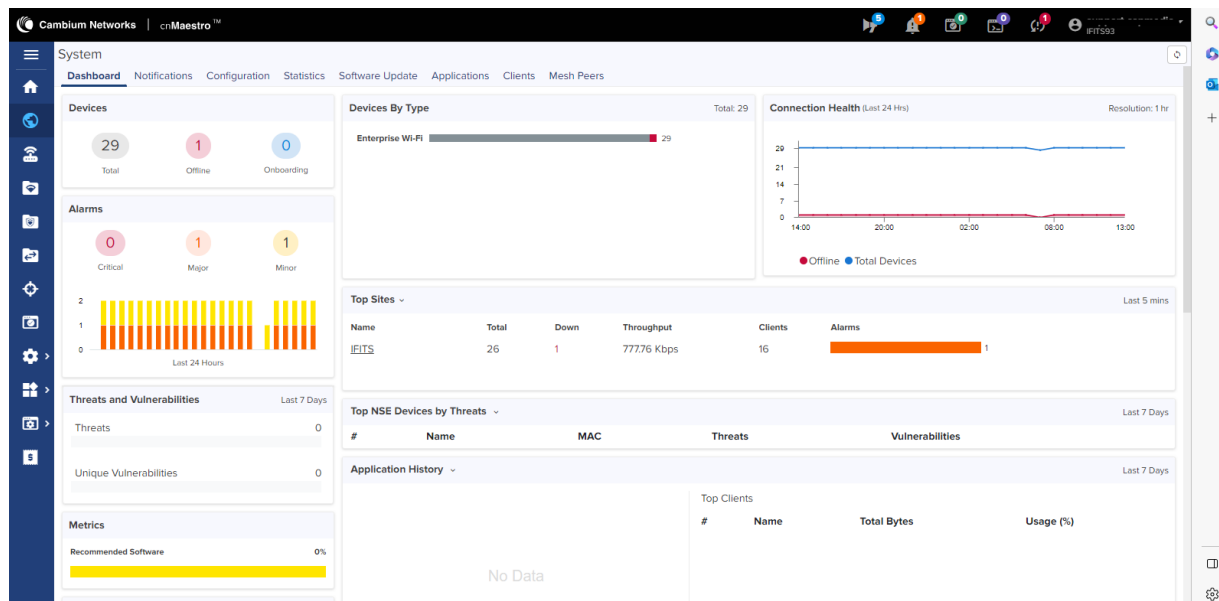 Cambium Networks | cnMaestro™
5 1 0 0 1
IFITS93
System
Dashboard Notifications Configuration Statistics Software Update Applications Clients Mesh Peers
Devices
29 1 0
Total Offline Onboarding
Alarms
0 1 1
Critical Major Minor
2
1
0
Last 24 Hours
Threats and Vulnerabilities Last 7 Days
Threats 0
Unique Vulnerabilities 0
Metrics
Recommended Software 0%
Devices By Type Total: 29
Enterprise Wi-Fi 29
Connection Health (Last 24 Hrs) Resolution: 1 hr
29
21
14
7
0
14:00 20:00 02:00 08:00 13:00
Offline Total Devices
Top Sites Last 5 mins
Name Total Down Throughput Clients Alarms
IFITS 26 1 777.76 Kbps 16 1
Top NSE Devices by Threats Last 7 Days
# Name MAC Threats Vulnerabilities
Application History Last 7 Days
No Data
Top Clients
# Name Total Bytes Usage (%)